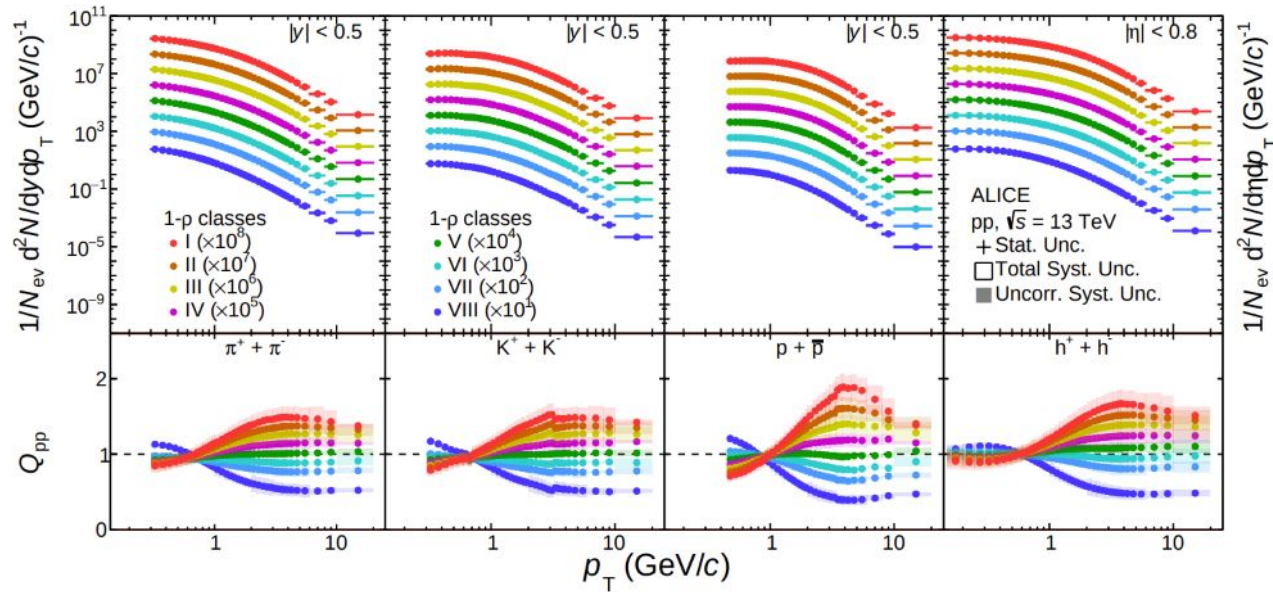 1/N_ev d²N/dydp_T (GeV/c)⁻¹
10¹¹
10⁷
10³
10⁻¹
10⁻⁵
10⁻⁹
|y| < 0.5
|y| < 0.5
|y| < 0.5
|η| < 0.8
1/N_ev d²N/dηdp_T (GeV/c)⁻¹
1-ρ classes
I (×10⁸)
II (×10⁷)
III (×10⁶)
IV (×10⁵)
1-ρ classes
V (×10⁴)
VI (×10³)
VII (×10²)
VIII (×10¹)
ALICE
pp, √s = 13 TeV
Stat. Unc.
Total Syst. Unc.
Uncorr. Syst. Unc.
π⁺ + π⁻
K⁺ + K⁻
p + p̅
h⁺ + h⁻
Q_pp
2
1
0
1 10
1 10
1 10
1 10
p_T (GeV/c)